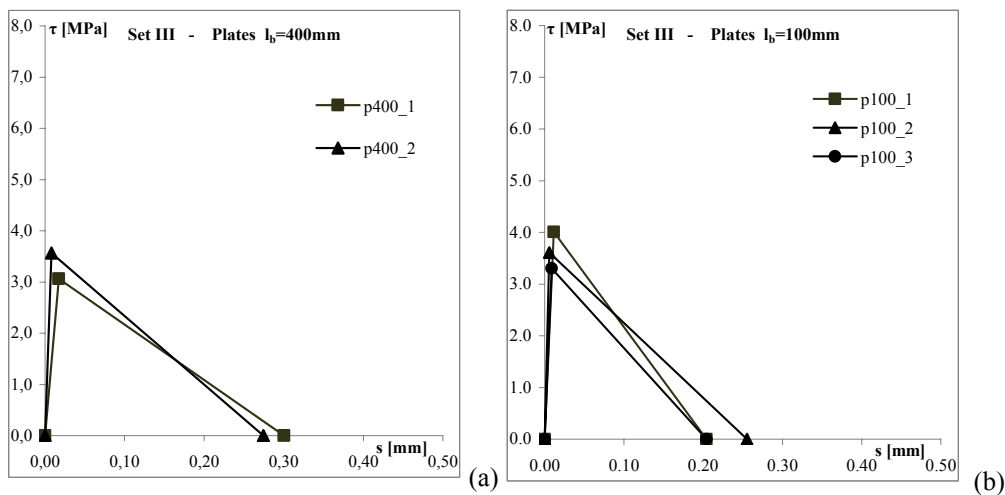 τ [MPa]
Set III - Plates l_b=400mm
8,0
7,0
6,0
5,0
4,0
3,0
2,0
1,0
0,0
p400_1
p400_2
0,00 0,10 0,20 0,30 0,40 0,50
s [mm]
(a)
τ [MPa]
Set III - Plates l_b=100mm
8.0
7.0
6.0
5.0
4.0
3.0
2.0
1.0
0.0
p100_1
p100_2
p100_3
0.00 0.10 0.20 0.30 0.40 0.50
s [mm]
(b)